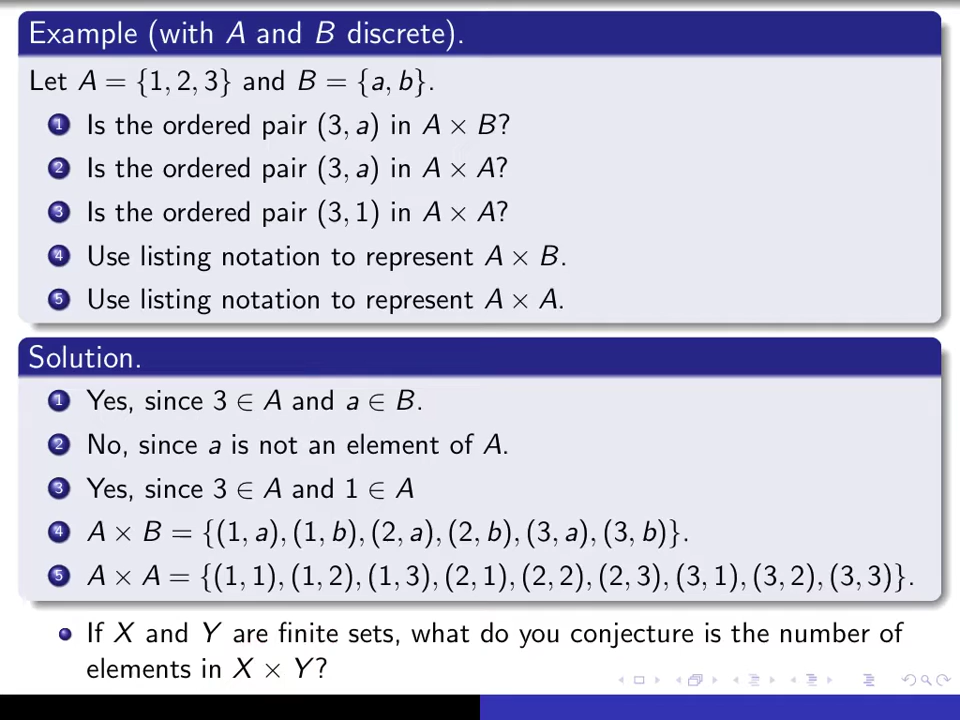 Example (with A and B discrete).
Let A = {1, 2, 3} and B = {a, b}.
1 Is the ordered pair (3, a) in A × B?
2 Is the ordered pair (3, a) in A × A?
3 Is the ordered pair (3, 1) in A × A?
4 Use listing notation to represent A × B.
5 Use listing notation to represent A × A.
Solution.
1 Yes, since 3 ∈ A and a ∈ B.
2 No, since a is not an element of A.
3 Yes, since 3 ∈ A and 1 ∈ A
4 A × B = {(1, a), (1, b), (2, a), (2, b), (3, a), (3, b)}.
5 A × A = {(1, 1), (1, 2), (1, 3), (2, 1), (2, 2), (2, 3), (3, 1), (3, 2), (3, 3)}.
If X and Y are finite sets, what do you conjecture is the number of
elements in X × Y?